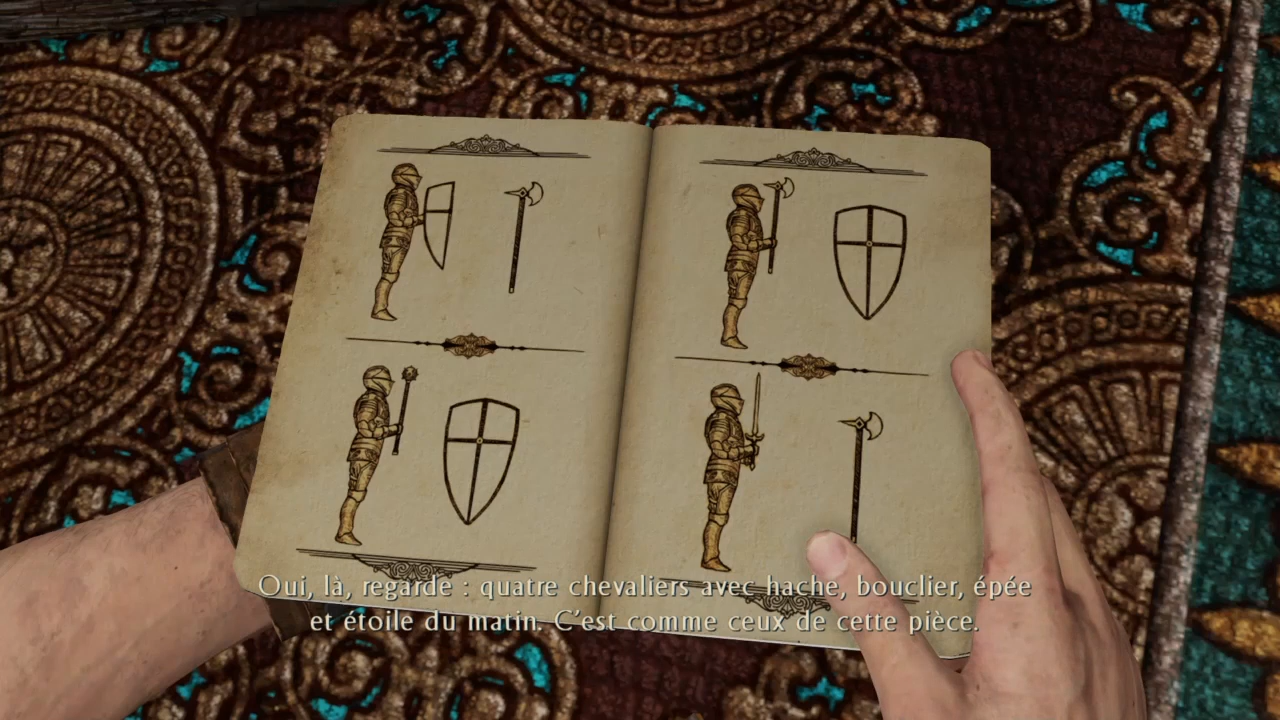 Oui, là, regarde : quatre chevaliers avec hache, bouclier, épée
et étoile du matin. C'est comme ceux de cette pièce.